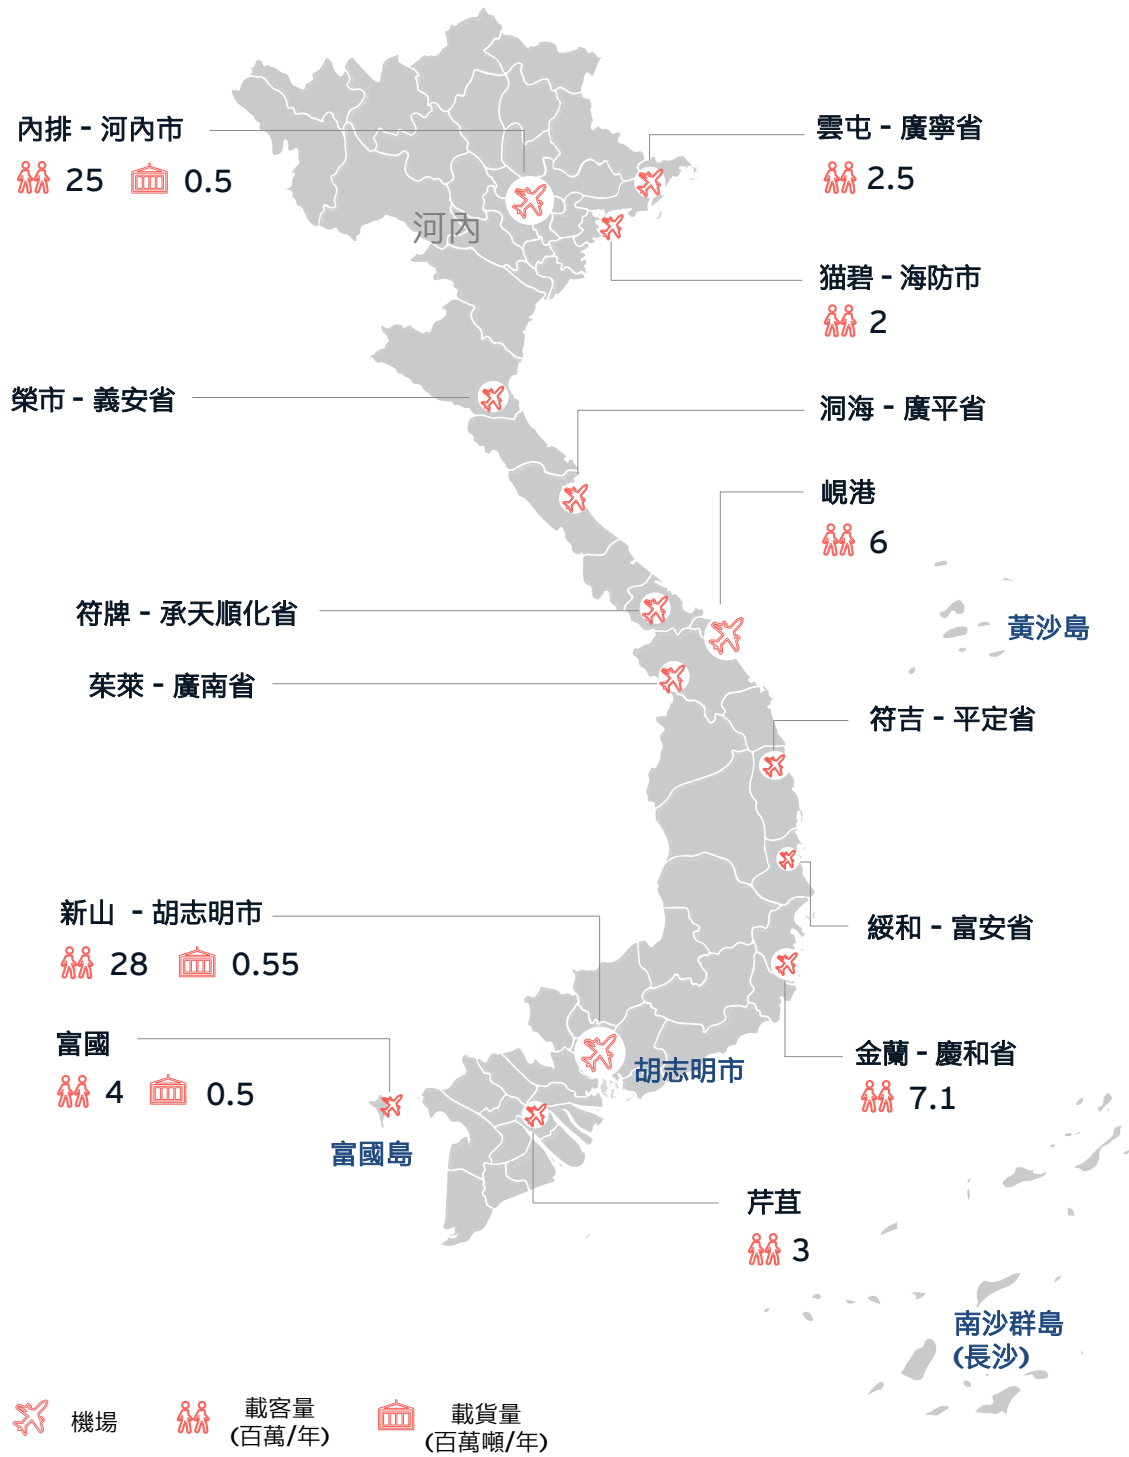 內排 - 河內市
25 0.5
雲屯 - 廣寧省
2.5
河內
猫碧 - 海防市
2
榮市 - 義安省
洞海 - 廣平省
峴港
6
符牌 - 承天順化省
黃沙島
茱萊 - 廣南省
符吉 - 平定省
新山 - 胡志明市
28 0.55
綏和 - 富安省
富國
4 0.5
胡志明市
金蘭 - 慶和省
7.1
富國島
芹苴
3
南沙群島
(長沙)
機場
載客量
(百萬/年)
載貨量
(百萬噸/年)